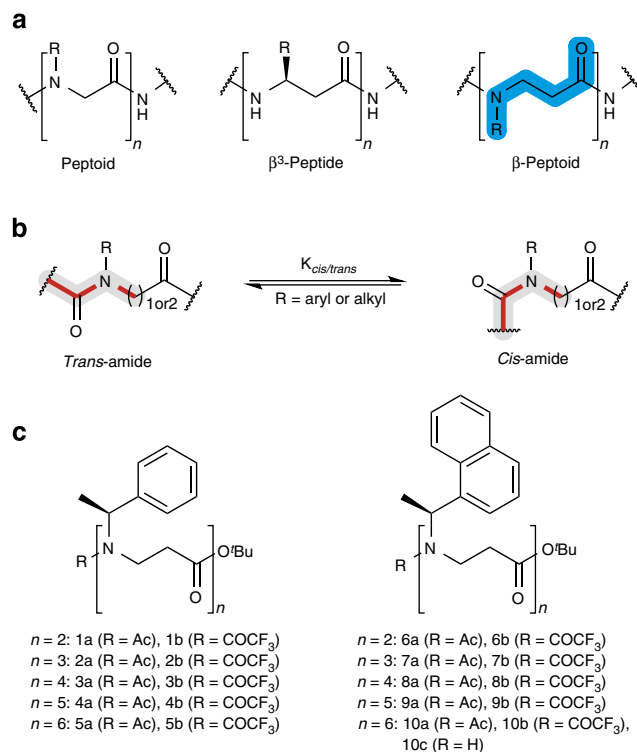 a
R O N N H n Peptoid
R O N H N H n β³-Peptide
O N R N H n β-Peptoid
b
R O N O ( )1or2 Trans-amide
K cis/trans
R = aryl or alkyl
R O O N ( )1or2 Cis-amide
c
R N O OᵗBu n
R N O OᵗBu n
n = 2: 1a (R = Ac), 1b (R = COCF₃)
n = 3: 2a (R = Ac), 2b (R = COCF₃)
n = 4: 3a (R = Ac), 3b (R = COCF₃)
n = 5: 4a (R = Ac), 4b (R = COCF₃)
n = 6: 5a (R = Ac), 5b (R = COCF₃)
n = 2: 6a (R = Ac), 6b (R = COCF₃)
n = 3: 7a (R = Ac), 7b (R = COCF₃)
n = 4: 8a (R = Ac), 8b (R = COCF₃)
n = 5: 9a (R = Ac), 9b (R = COCF₃)
n = 6: 10a (R = Ac), 10b (R = COCF₃),
10c (R = H)